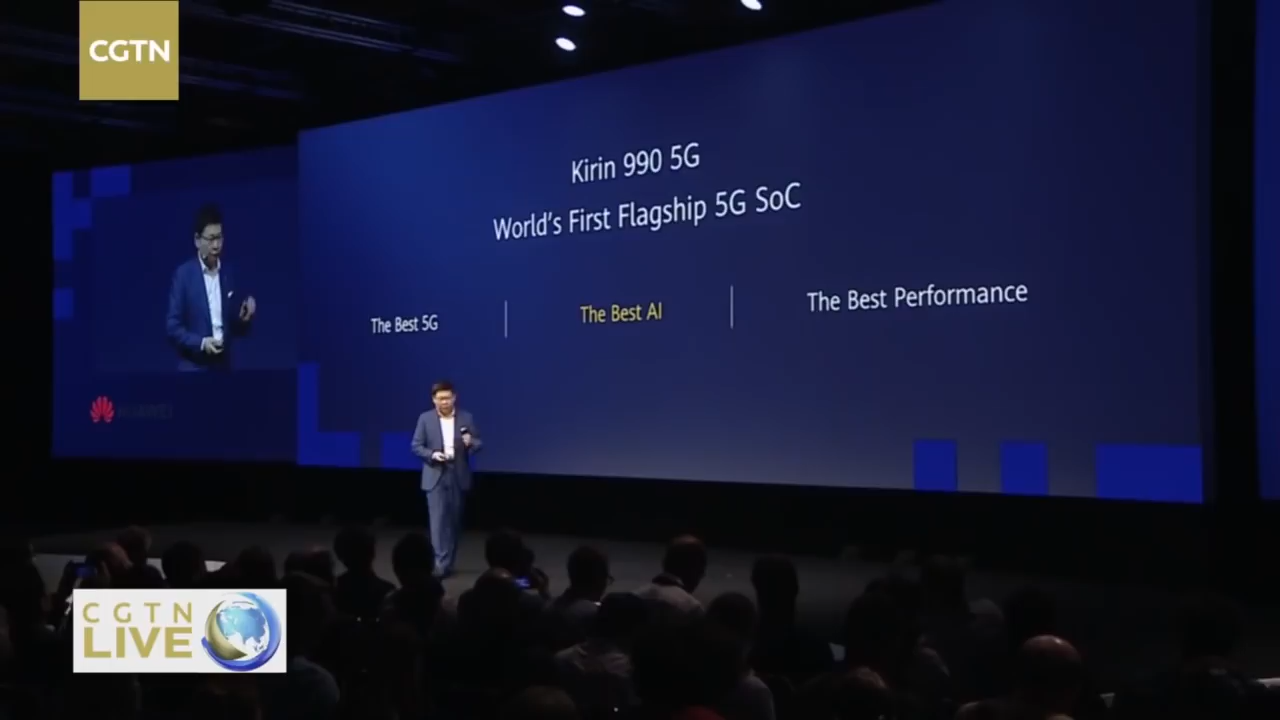 CGTN
Kirin 990 5G
World's First Flagship 5G SoC
The Best 5G
The Best AI
The Best Performance
HUAWEI
CGTN
LIVE